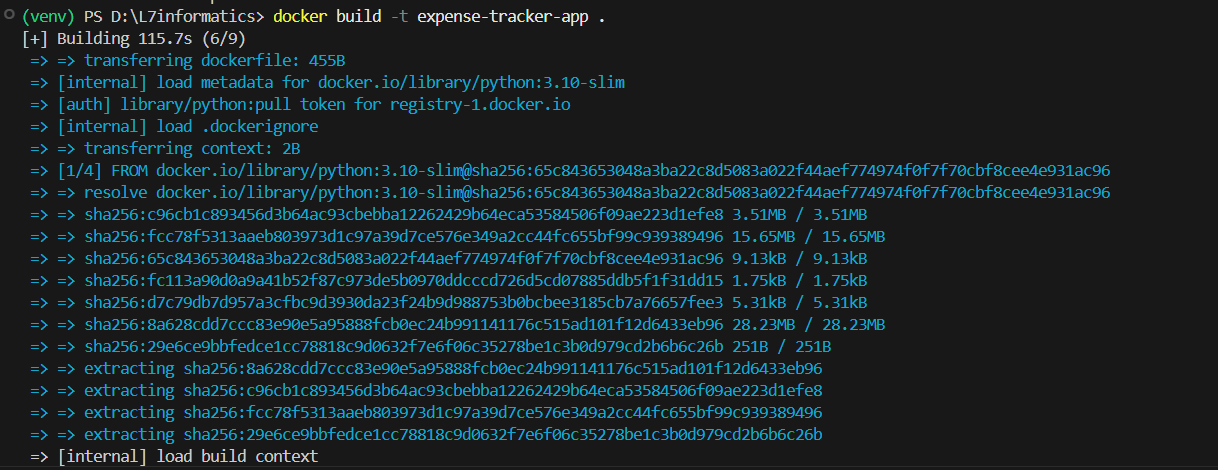 (venv) PS D:\L7informatics> docker build -t expense-tracker-app .
[+] Building 115.7s (6/9)
=> => transferring dockerfile: 455B
=> [internal] load metadata for docker.io/library/python:3.10-slim
=> [auth] library/python:pull token for registry-1.docker.io
=> [internal] load .dockerignore
=> => transferring context: 2B
=> [1/4] FROM docker.io/library/python:3.10-slim@sha256:65c843653048a3ba22c8d5083a022f44aef774974f0f7f70cbf8cee4e931ac96
=> => resolve docker.io/library/python:3.10-slim@sha256:65c843653048a3ba22c8d5083a022f44aef774974f0f7f70cbf8cee4e931ac96
=> => sha256:c96cb1c893456d3b64ac93cbebba12262429b64eca53584506f09ae223d1efe8 3.51MB / 3.51MB
=> => sha256:fcc78f5313aaeb803973d1c97a39d7ce576e349a2cc44fc655bf99c939389496 15.65MB / 15.65MB
=> => sha256:65c843653048a3ba22c8d5083a022f44aef774974f0f7f70cbf8cee4e931ac96 9.13kB / 9.13kB
=> => sha256:fc113a90d0a9a41b52f87c973de5b0970ddcccd726d5cd07885ddb5f1f31dd15 1.75kB / 1.75kB
=> => sha256:d7c79db7d957a3cfbc9d3930da23f24b9d988753b0bcbee3185cb7a76657fee3 5.31kB / 5.31kB
=> => sha256:8a628cdd7ccc83e90e5a95888fcb0ec24b991141176c515ad101f12d6433eb96 28.23MB / 28.23MB
=> => sha256:29e6ce9bbfedce1cc78818c9d0632f7e6f06c35278be1c3b0d979cd2b6b6c26b 251B / 251B
=> => extracting sha256:8a628cdd7ccc83e90e5a95888fcb0ec24b991141176c515ad101f12d6433eb96
=> => extracting sha256:c96cb1c893456d3b64ac93cbebba12262429b64eca53584506f09ae223d1efe8
=> => extracting sha256:fcc78f5313aaeb803973d1c97a39d7ce576e349a2cc44fc655bf99c939389496
=> => extracting sha256:29e6ce9bbfedce1cc78818c9d0632f7e6f06c35278be1c3b0d979cd2b6b6c26b
=> [internal] load build context